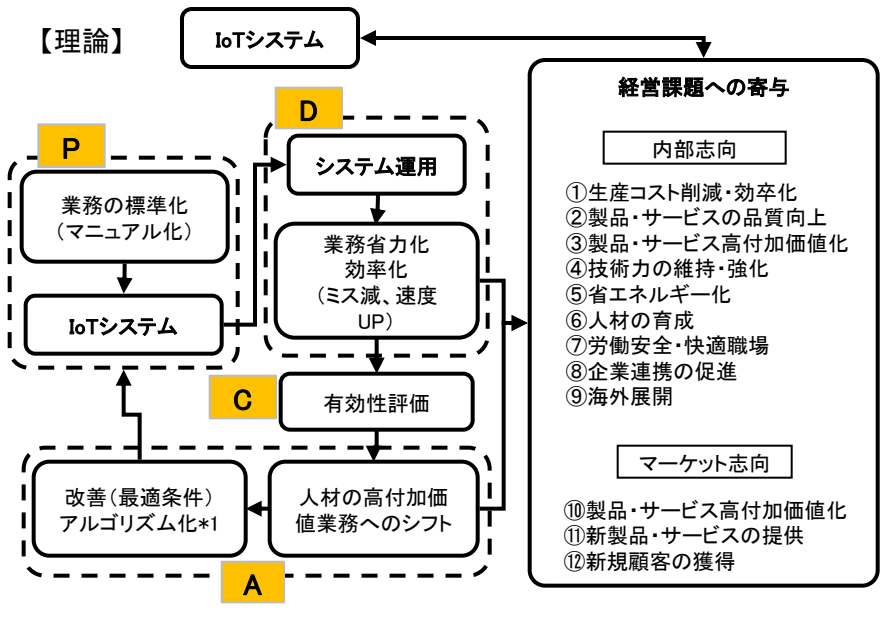 【理論】
IoTシステム
P
業務の標準化
（マニュアル化）
IoTシステム
D
システム運用
業務省力化
効率化
（ミス減、速度
UP）
C
有効性評価
人材の高付加価
値業務へのシフト
改善（最適条件）
アルゴリズム化*1
A
経営課題への寄与
内部志向
①生産コスト削減・効率化
②製品・サービスの品質向上
③製品・サービス高付加価値化
④技術力の維持・強化
⑤省エネルギー化
⑥人材の育成
⑦労働安全・快適職場
⑧企業連携の促進
⑨海外展開
マーケット志向
⑩製品・サービス高付加価値化
⑪新製品・サービスの提供
⑫新規顧客の獲得